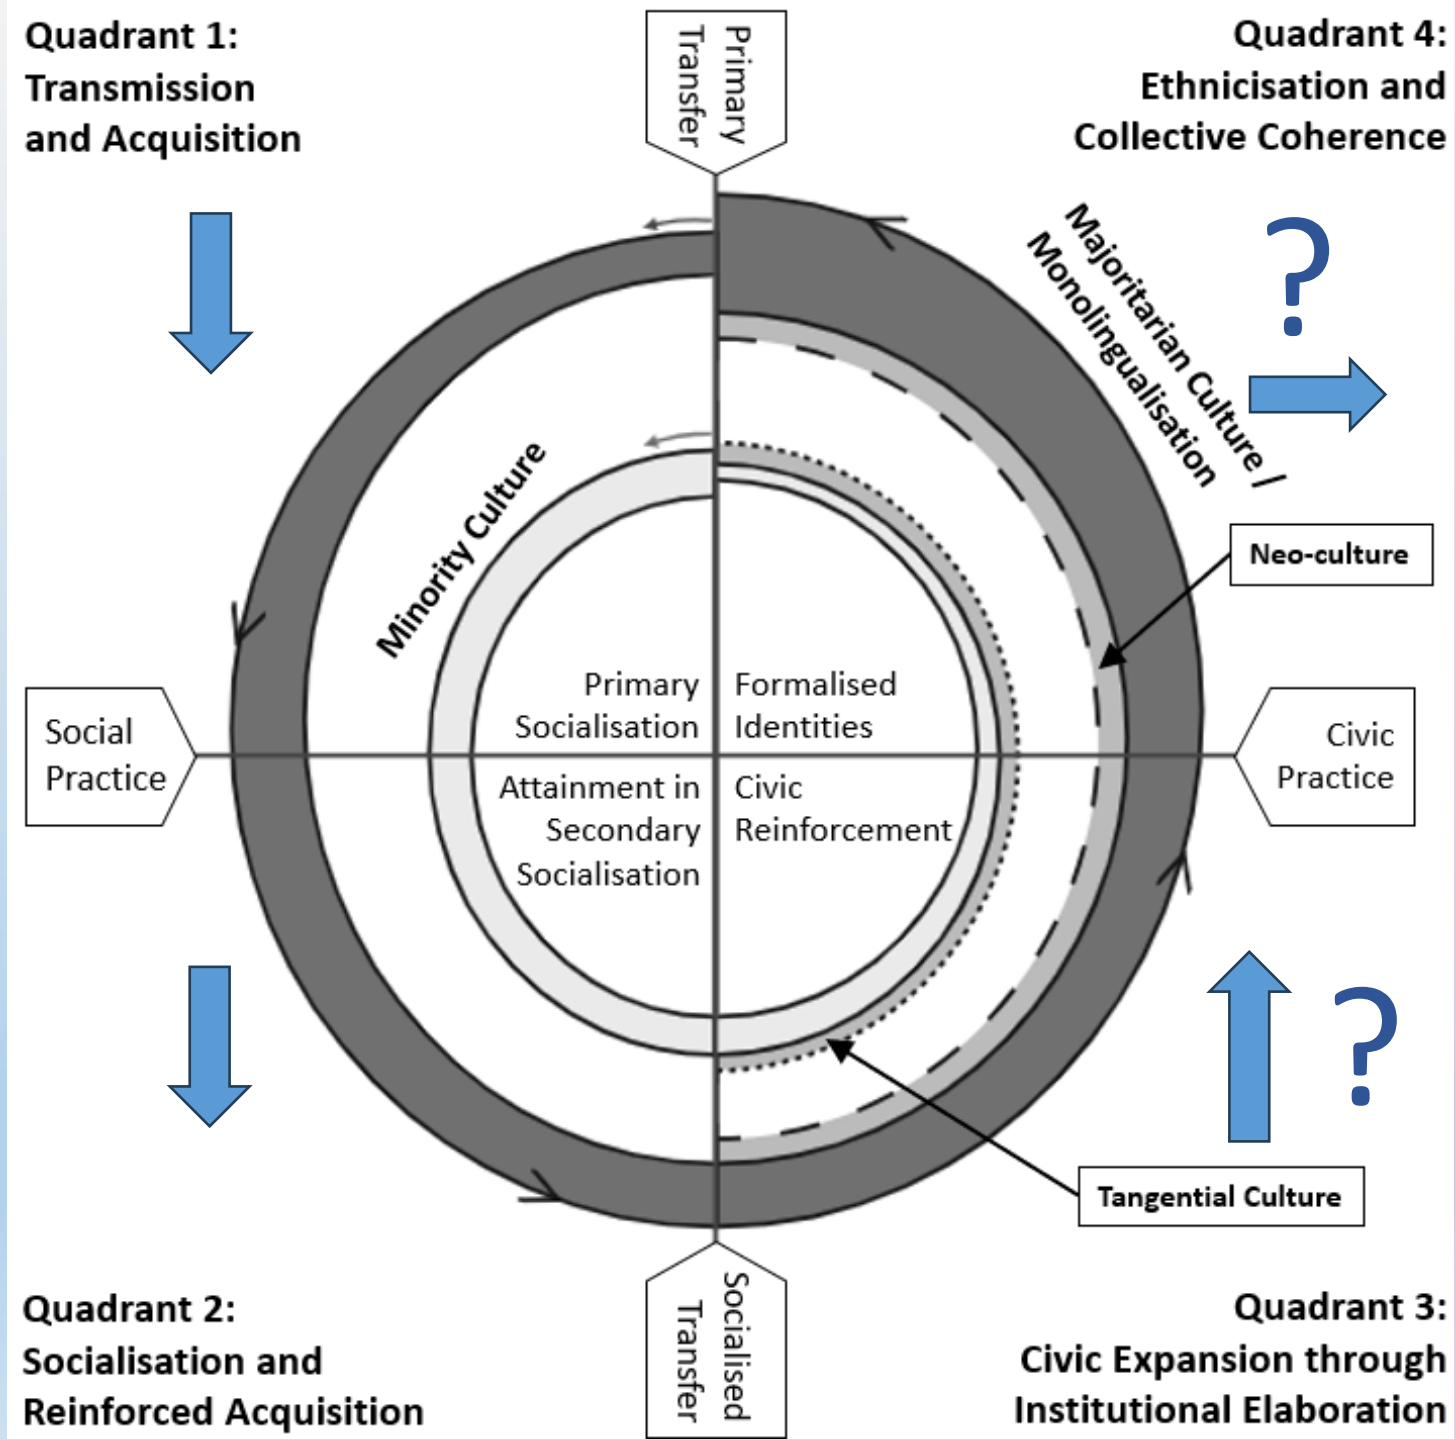 Quadrant 1:
Transmission
and Acquisition
Primary
Transfer
Quadrant 4:
Ethnicisation and
Collective Coherence
?
Majoritarian Culture /
Monolingualisation
Minority Culture
Neo-culture
Primary
Socialisation
Formalised
Identities
Social
Practice
Civic
Practice
Attainment in
Secondary
Socialisation
Civic
Reinforcement
?
Tangential Culture
Socialised
Transfer
Quadrant 2:
Socialisation and
Reinforced Acquisition
Quadrant 3:
Civic Expansion through
Institutional Elaboration